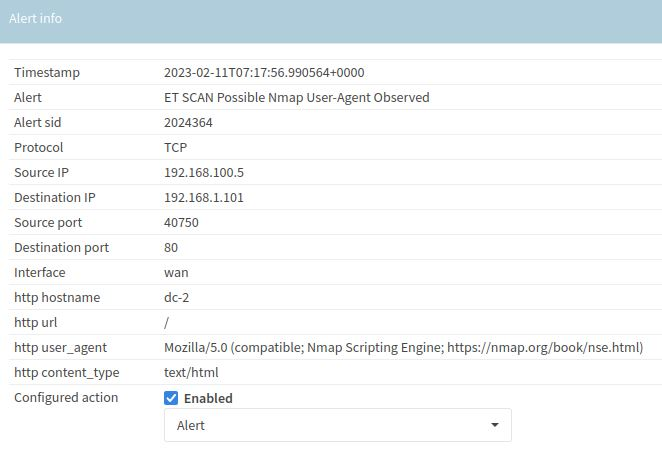 Alert info
Timestamp 2023-02-11T07:17:56.990564+0000
Alert ET SCAN Possible Nmap User-Agent Observed
Alert sid 2024364
Protocol TCP
Source IP 192.168.100.5
Destination IP 192.168.1.101
Source port 40750
Destination port 80
Interface wan
http hostname dc-2
http url /
http user_agent Mozilla/5.0 (compatible; Nmap Scripting Engine; https://nmap.org/book/nse.html)
http content_type text/html
Configured action Enabled
Alert